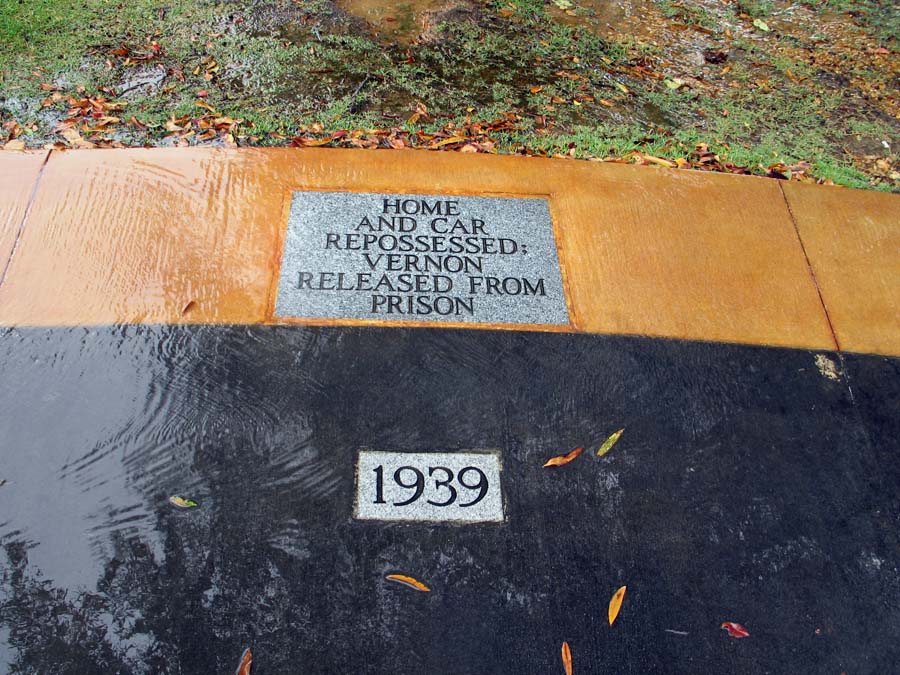 HOME
AND CAR
REPOSSESSED;
VERNON
RELEASED FROM
PRISON
1939